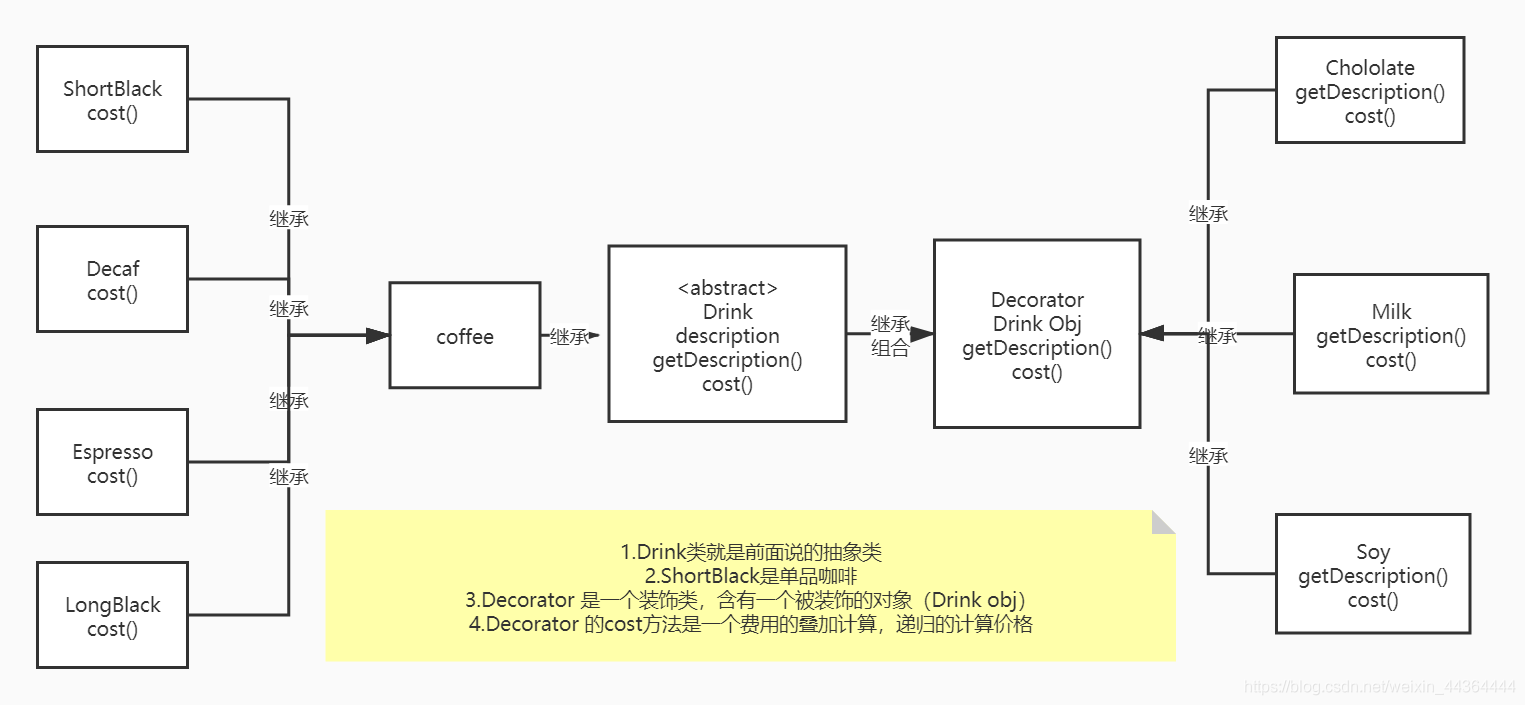 ShortBlack
cost()
Decaf
cost()
Espresso
cost()
LongBlack
cost()
继承
继承
继承
继承
coffee
继承
<abstract>
Drink
description
getDescription()
cost()
继承
组合
Decorator
Drink Obj
getDescription()
cost()
继承
继承
继承
Chololate
getDescription()
cost()
Milk
getDescription()
cost()
Soy
getDescription()
cost()
1.Drink类就是前面说的抽象类
2.ShortBlack是单品咖啡
3.Decorator 是一个装饰类，含有一个被装饰的对象（Drink obj）
4.Decorator 的cost方法是一个费用的叠加计算，递归的计算价格
https://blog.csdn.net/weixin_44364444